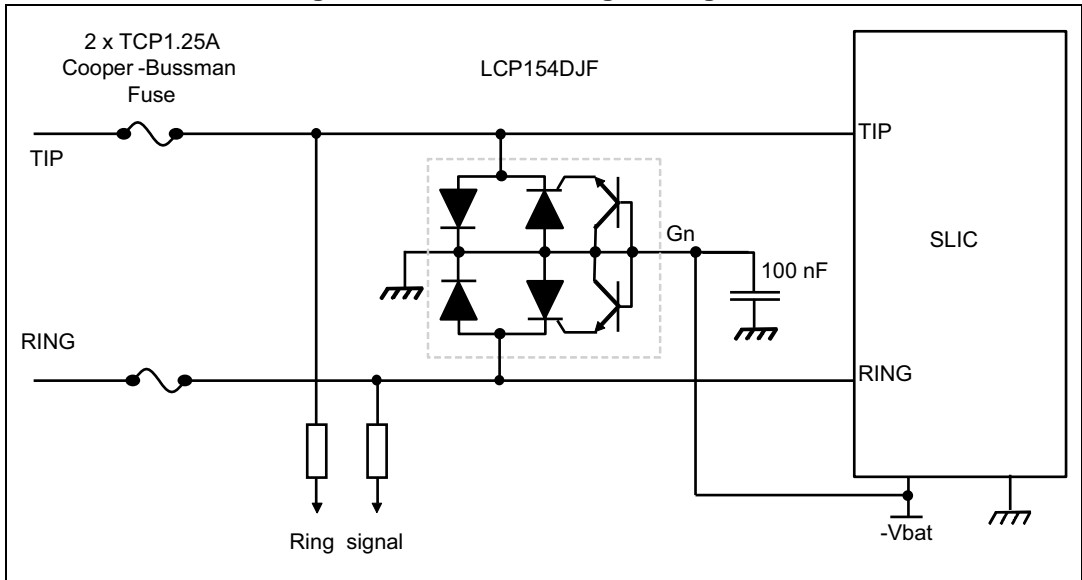 2 x TCP1.25A
Cooper -Bussman
Fuse
LCP154DJF
TIP
TIP
Gn
SLIC
100 nF
RING
RING
-Vbat
Ring signal